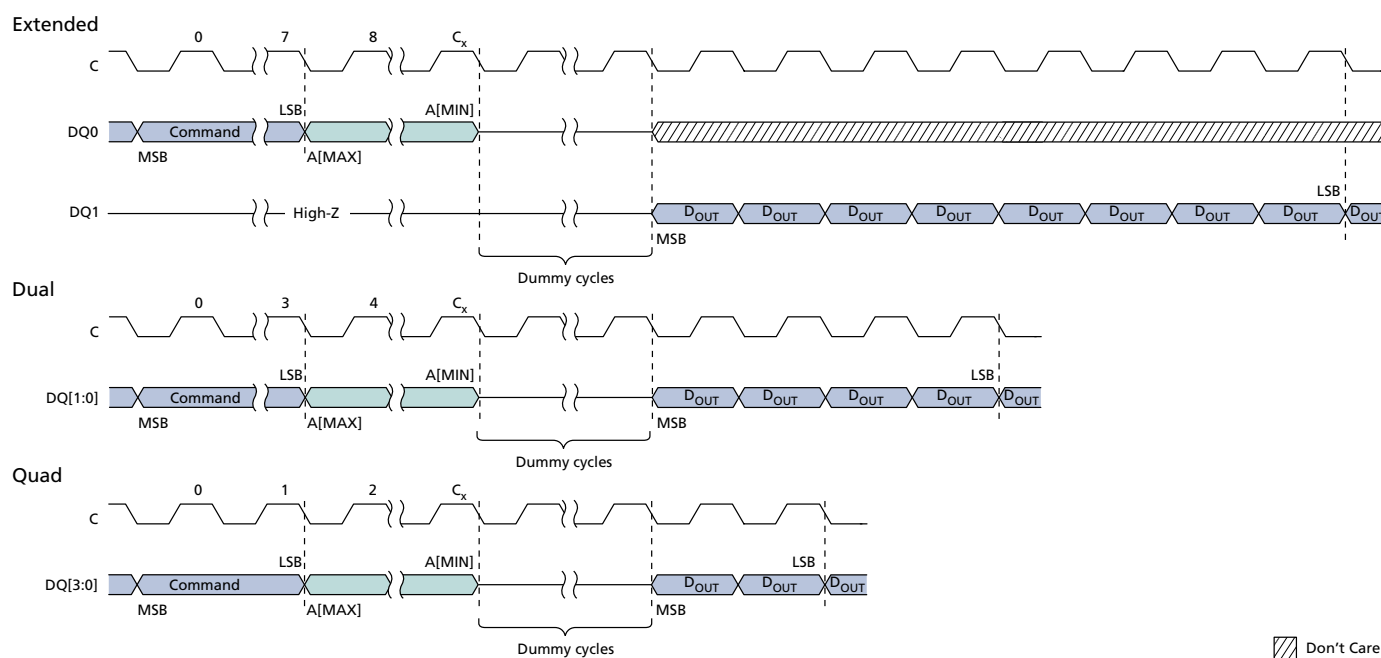 Extended
0 7 8 Cx
C
LSB A[MIN]
DQ0 Command
MSB A[MAX]
LSB
DQ1 High-Z DOUT DOUT DOUT DOUT DOUT DOUT DOUT DOUT DOUT
MSB
Dummy cycles
Dual
0 3 4 Cx
C
LSB A[MIN] LSB
DQ[1:0] Command DOUT DOUT DOUT DOUT DOUT
MSB A[MAX] MSB
Dummy cycles
Quad
0 1 2 Cx
C
LSB A[MIN] LSB
DQ[3:0] Command DOUT DOUT DOUT
MSB A[MAX] MSB
Dummy cycles
Don't Care